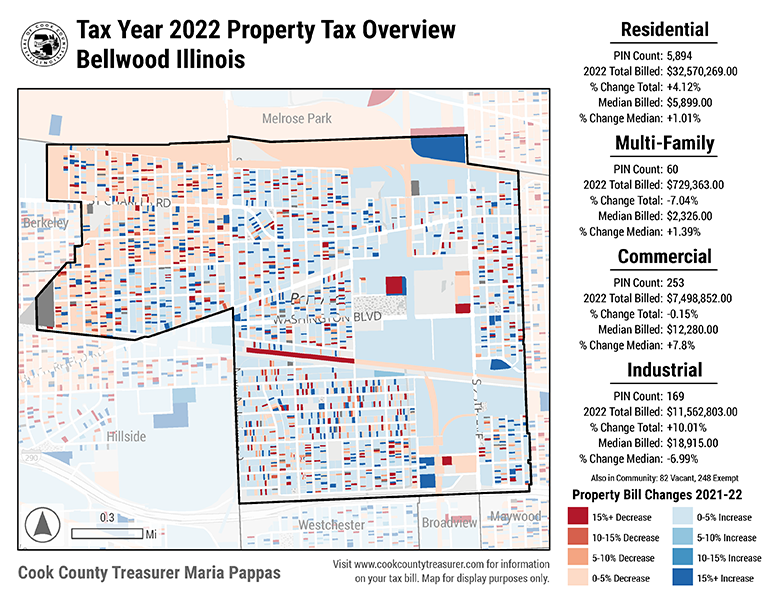 Tax Year 2022 Property Tax Overview
Bellwood Illinois
Melrose Park
Berkeley
WASHINGTON BLVD
Hillside
290
Westchester
Broadview
Maywood
0.3
Mi
Cook County Treasurer Maria Pappas
Visit www.cookcountytreasurer.com for information
on your tax bill. Map for display purposes only.
Residential
PIN Count: 5,894
2022 Total Billed: $32,570,269.00
% Change Total: +4.12%
Median Billed: $5,899.00
% Change Median: +1.01%
Multi-Family
PIN Count: 60
2022 Total Billed: $729,363.00
% Change Total: -7.04%
Median Billed: $2,326.00
% Change Median: +1.39%
Commercial
PIN Count: 253
2022 Total Billed: $7,498,852.00
% Change Total: -0.15%
Median Billed: $12,280.00
% Change Median: +7.8%
Industrial
PIN Count: 169
2022 Total Billed: $11,562,803.00
% Change Total: +10.01%
Median Billed: $18,915.00
% Change Median: -6.99%
Also in Community: 82 Vacant, 248 Exempt
Property Bill Changes 2021-22
15%+ Decrease
10-15% Decrease
5-10% Decrease
0-5% Decrease
0-5% Increase
5-10% Increase
10-15% Increase
15%+ Increase